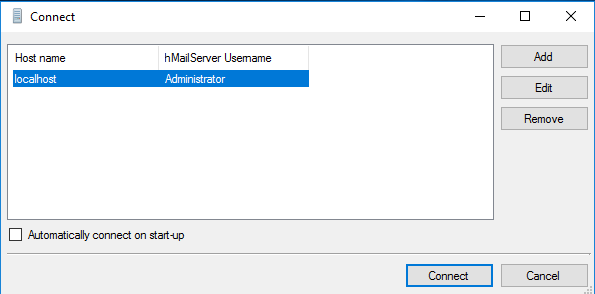 Connect
Host name hMailServer Username
localhost Administrator
Add
Edit
Remove
Automatically connect on start-up
Connect Cancel